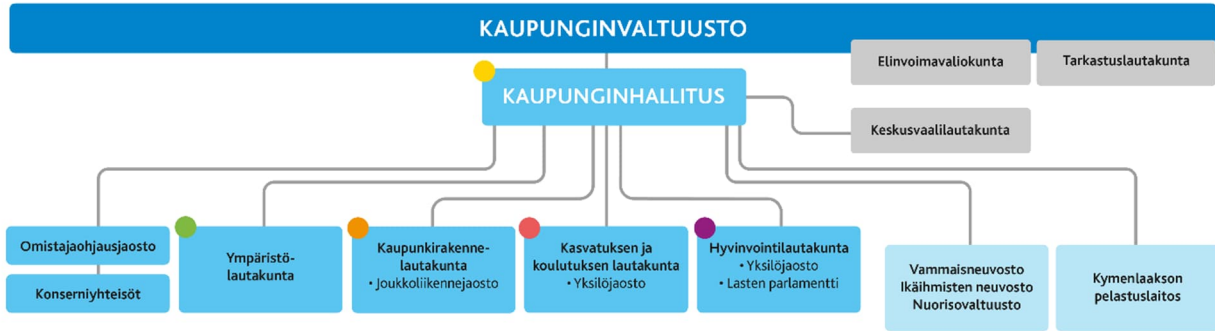 KAUPUNGINVALTUUSTO
Elinvoimavaliokunta
Tarkastuslautakunta
KAUPUNGINHALLITUS
Keskusvaalilautakunta
Omistajaohjausjaosto
Konserniyhteisöt
Ympäristö-
lautakunta
Kaupunkirakenne-
lautakunta
• Joukkoliikennejaosto
Kasvatuksen ja
koulutuksen lautakunta
• Yksilöjaosto
Hyvinvointilautakunta
• Yksilöjaosto
• Lasten parlamentti
Vammaisneuvosto
Ikäihmisten neuvosto
Nuorisovaltuusto
Kymenlaakson
pelastuslaitos